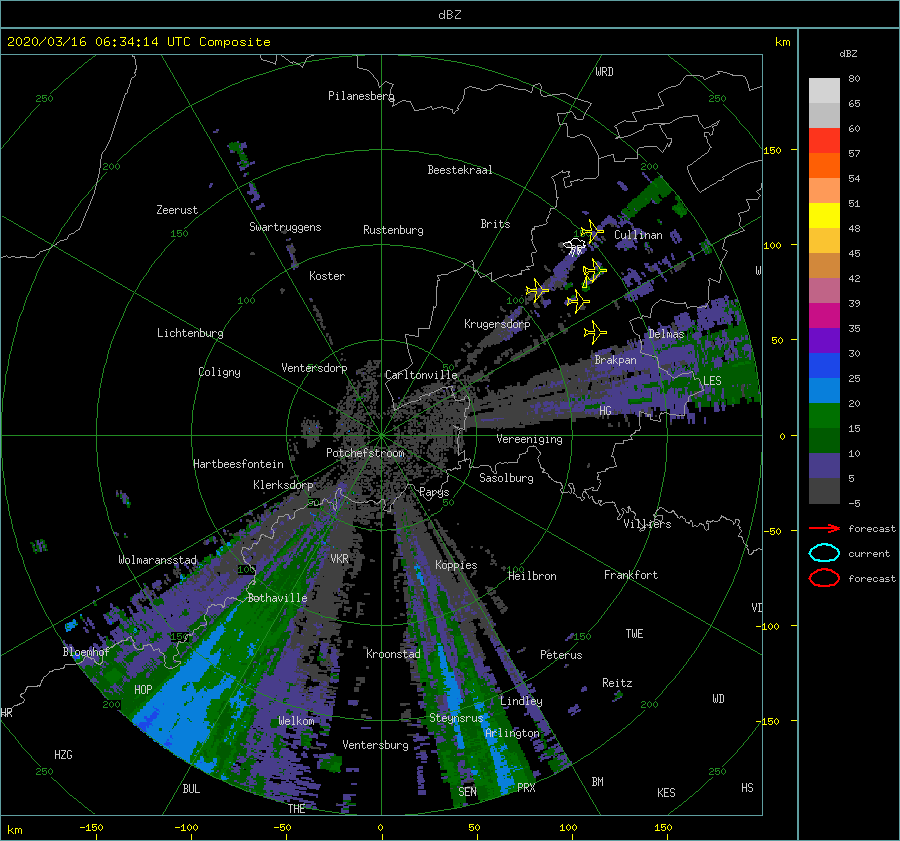 dBZ
2020/03/16 06:34:14 UTC Composite
km
dBZ
WRD
250
250
Pilanesberg
80
65
60
57
54
51
48
45
42
39
35
30
25
20
15
10
5
-5
150
200
200
Beestekraal
Zeerust
Swartruggens
Rustenburg
Brits
150
Cullinan
100
Koster
W
100
100
Krugersdorp
Lichtenburg
Delmas
50
Ventersdorp
Coligny
Carltonville
Brakpan
LES
HG
0
Vereeniging
Potchefstroom
Hartbeesfontein
Klerksdorp
Parys
Sasolburg
50
50
Villiers
-50
forecast
current
forecast
VKR
Wolmaransstad
Koppies
100
100
Heilbron
Frankfort
Bothaville
VI
-100
150
150
TWE
Bloemhof
Kroonstad
Peterus
HOP
Reitz
200
200
WD
HR
Lindley
Welkom
Steynsrus
-150
Arlington
HZG
Ventersburg
250
250
BUL
SEN
PRX
BM
KES
HS
THE
km
-150
-100
-50
0
50
100
150